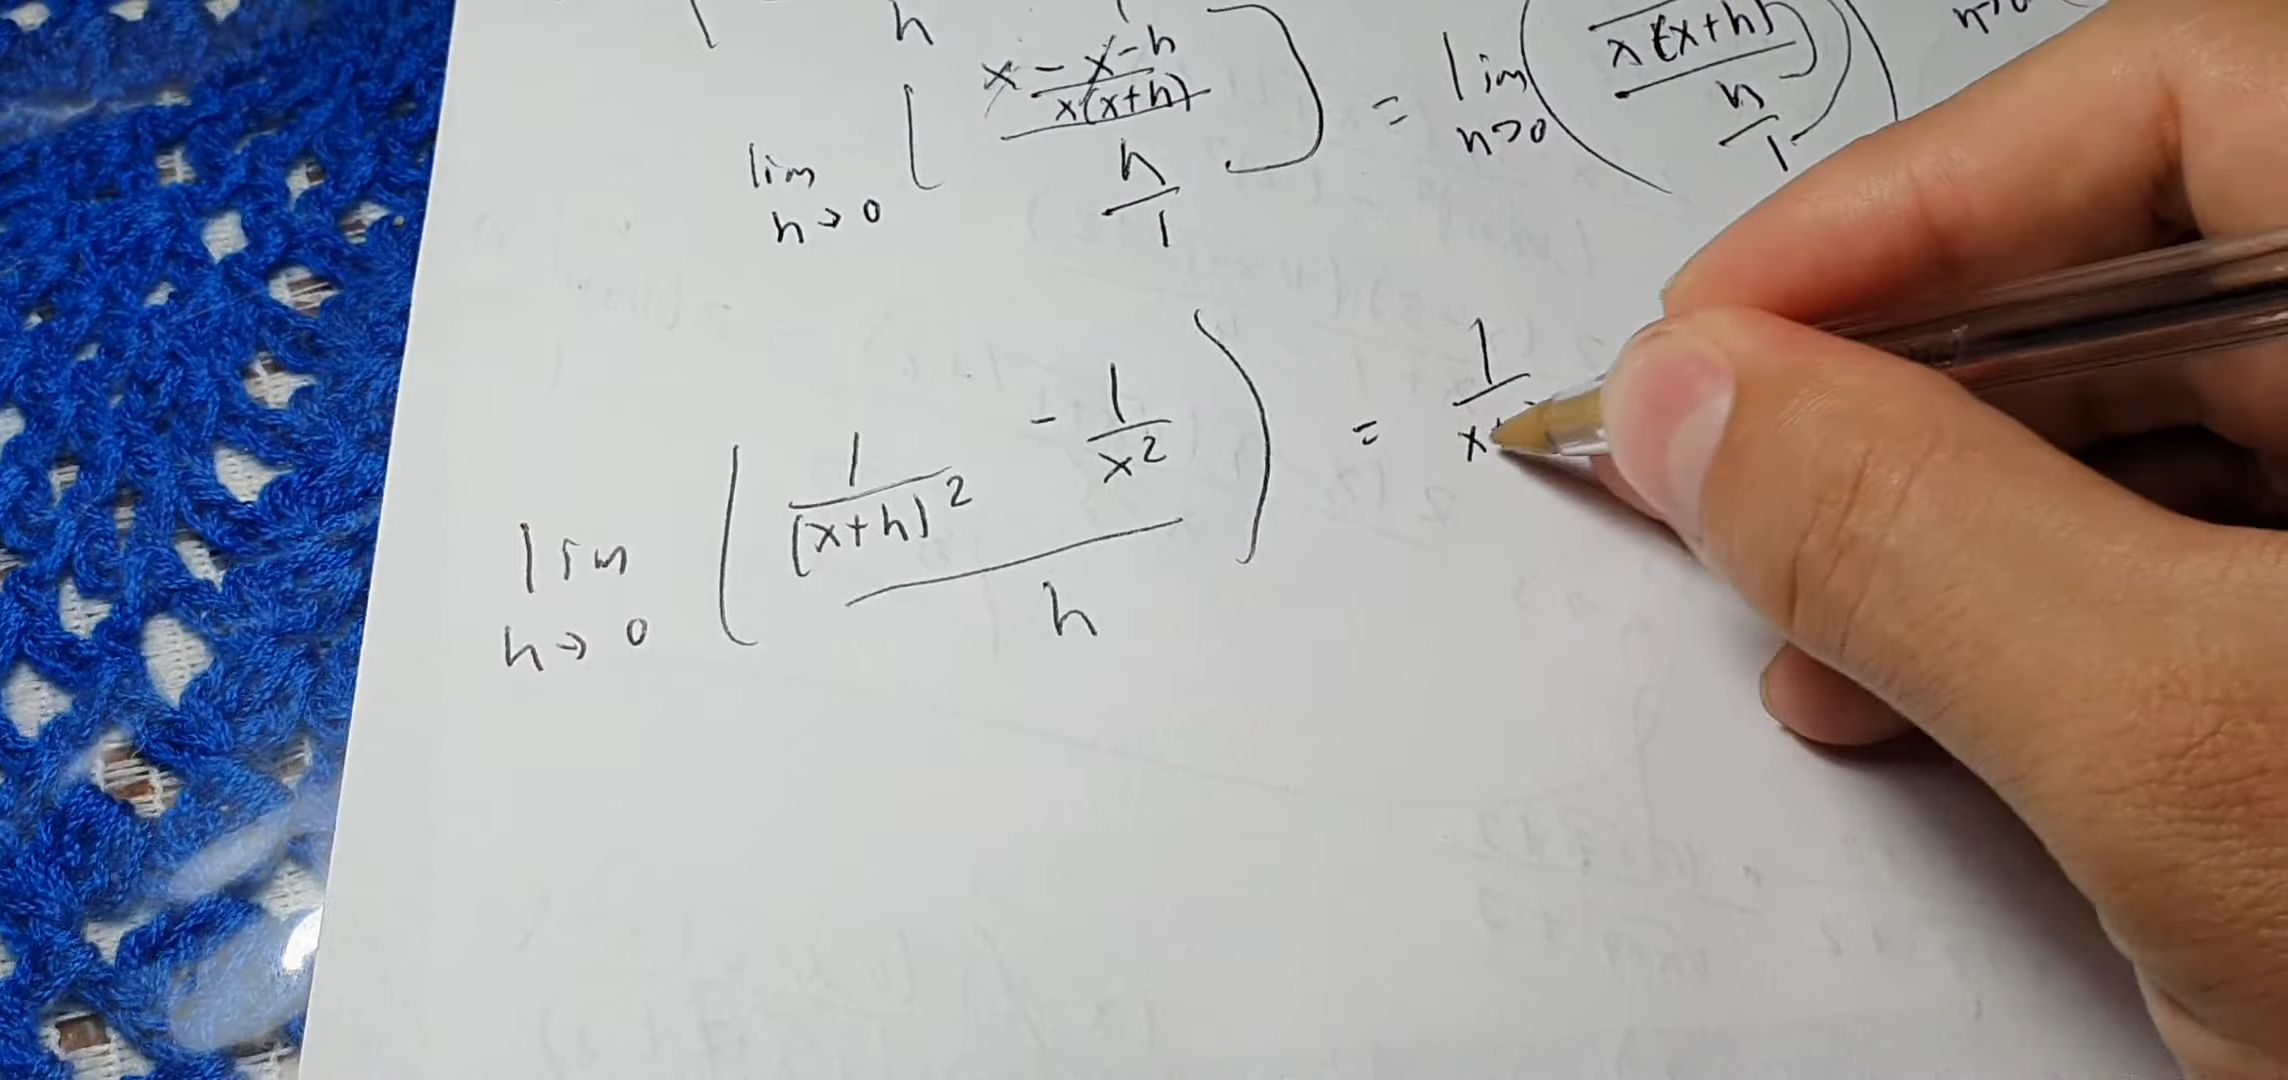 h
lim h→0 [ (x - x - h)/(x(x+h)) / (h/1) ] = lim h→0 ( /(x(x+h)) / (h/1) ) h→0
lim h→0 ( (1/(x+h)² - 1/x²) / h ) = 1/x